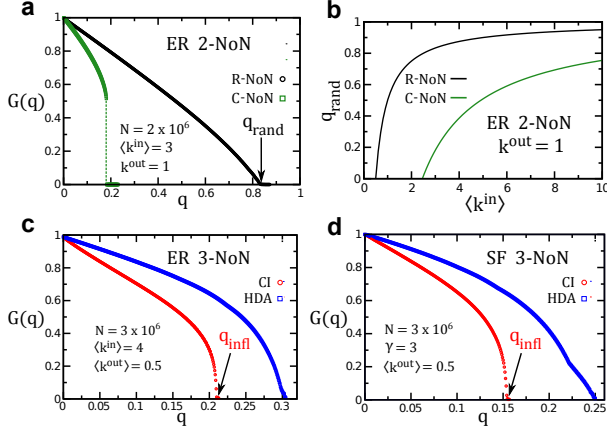 a
ER 2-NoN
R-NoN
C-NoN
q_rand
N = 2 x 10^6
⟨k^in⟩ = 3
k^out = 1
G(q)
1
0.8
0.6
0.4
0.2
0
0 0.2 0.4 0.6 0.8 1
q
b
R-NoN
C-NoN
ER 2-NoN
k^out = 1
q_rand
1
0.8
0.6
0.4
0.2
0
0 2 4 6 8 10
⟨k^in⟩
c
ER 3-NoN
CI
HDA
q_infl
N = 3 x 10^6
⟨k^in⟩ = 4
⟨k^out⟩ = 0.5
G(q)
1
0.8
0.6
0.4
0.2
0
0 0.05 0.1 0.15 0.2 0.25 0.3
q
d
SF 3-NoN
CI
HDA
q_infl
N = 3 x 10^6
γ = 3
⟨k^out⟩ = 0.5
G(q)
1
0.8
0.6
0.4
0.2
0
0 0.05 0.1 0.15 0.20 0.25
q